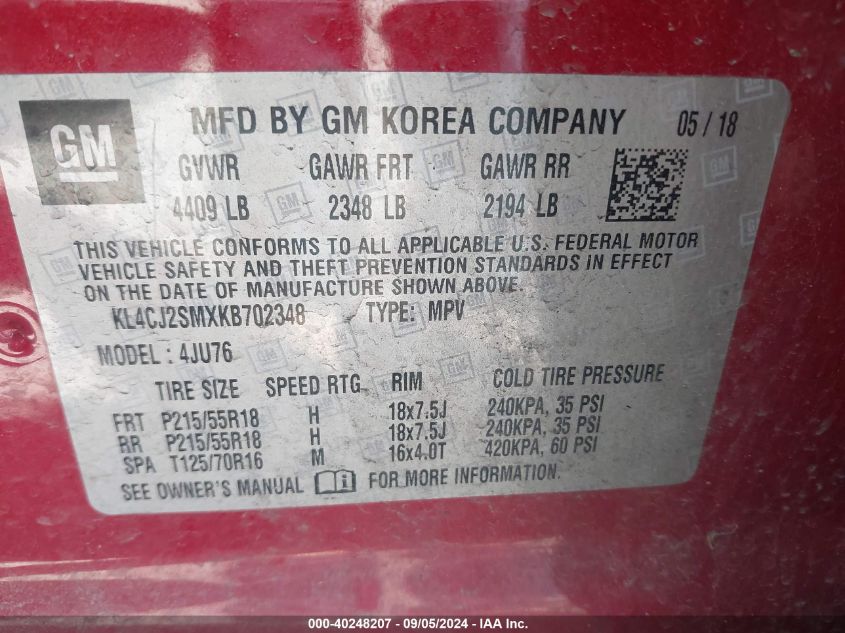 GM
MFD BY GM KOREA COMPANY 05 / 18
GVWR GAWR FRT GAWR RR
4409 LB 2348 LB 2194 LB
THIS VEHICLE CONFORMS TO ALL APPLICABLE U.S. FEDERAL MOTOR
VEHICLE SAFETY AND THEFT PREVENTION STANDARDS IN EFFECT
ON THE DATE OF MANUFACTURE SHOWN ABOVE.
KL4CJ2SMXKB702348 TYPE: MPV
MODEL : 4JU76
TIRE SIZE SPEED RTG RIM COLD TIRE PRESSURE
FRT P215/55R18 H 18x7.5J 240KPA, 35 PSI
RR P215/55R18 H 18x7.5J 240KPA, 35 PSI
SPA T125/70R16 M 16x4.0T 420KPA, 60 PSI
SEE OWNER'S MANUAL FOR MORE INFORMATION.
000-40248207 - 09/05/2024 - IAA Inc.